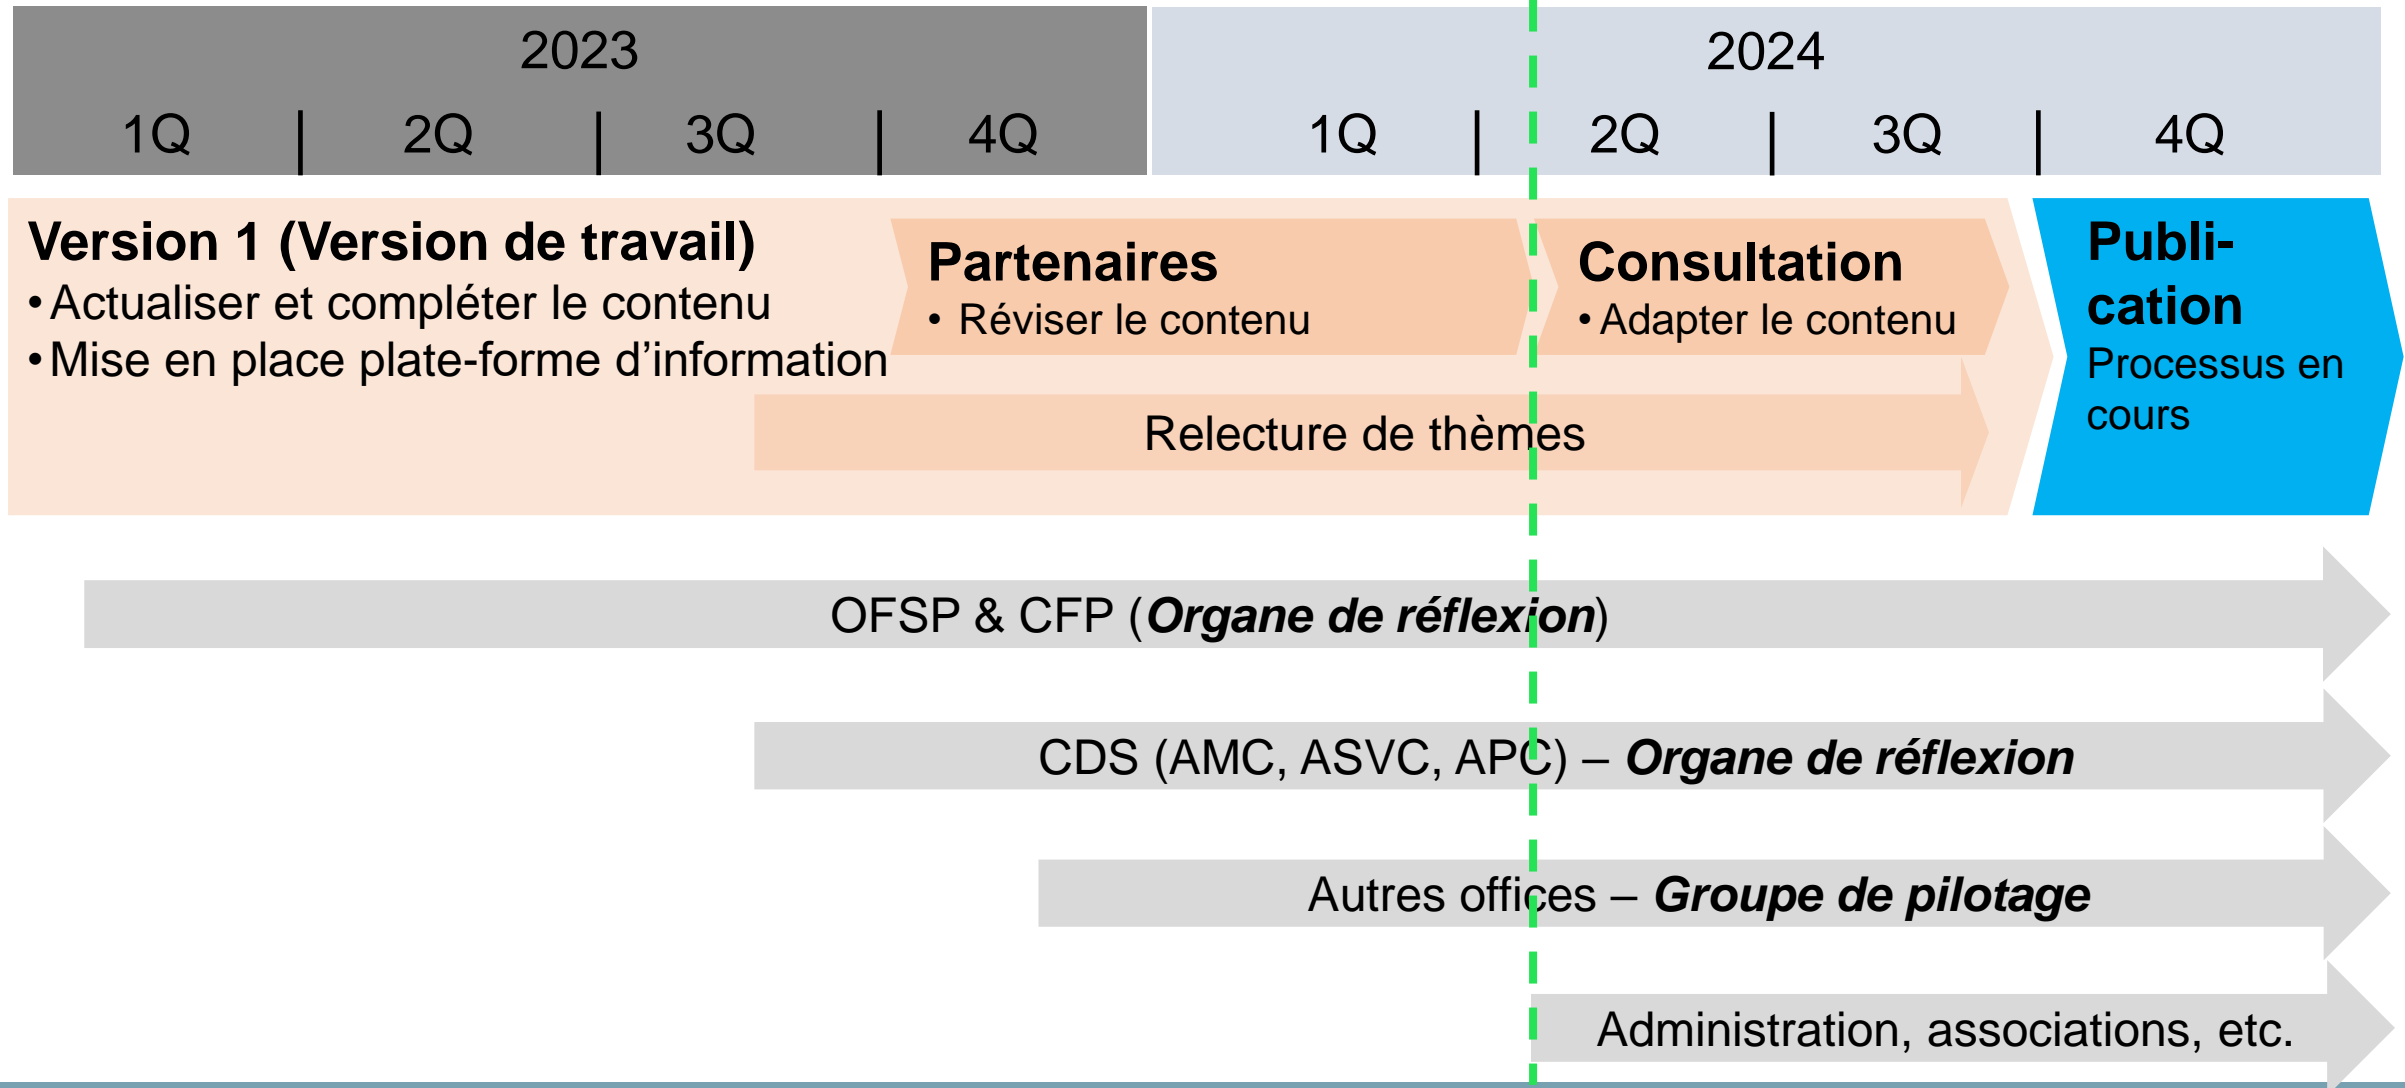 2023
2024
1Q | 2Q | 3Q | 4Q
1Q | 2Q | 3Q | 4Q
Version 1 (Version de travail)
• Actualiser et compléter le contenu
• Mise en place plate-forme d’information
Partenaires
• Réviser le contenu
Consultation
• Adapter le contenu
Publi-
cation
Processus en
cours
Relecture de thèmes
OFSP & CFP (Organe de réflexion)
CDS (AMC, ASVC, APC) – Organe de réflexion
Autres offices – Groupe de pilotage
Administration, associations, etc.